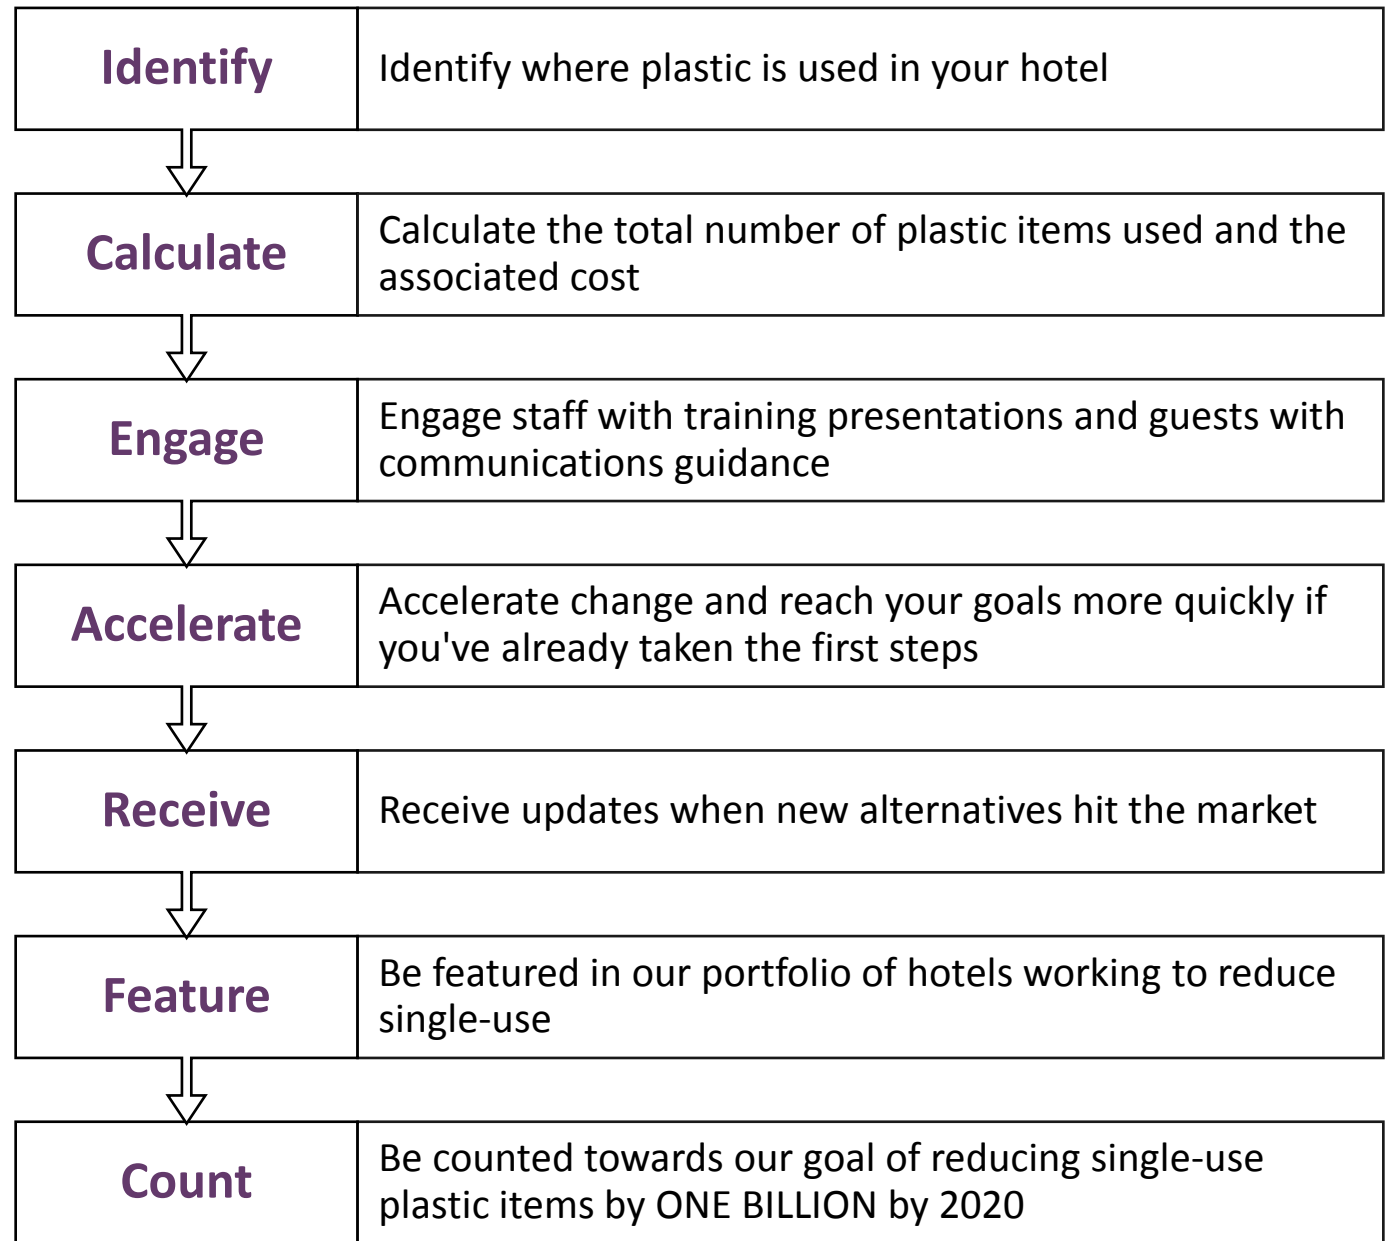 Identify
Identify where plastic is used in your hotel
Calculate
Calculate the total number of plastic items used and the
associated cost
Engage
Engage staff with training presentations and guests with
communications guidance
Accelerate
Accelerate change and reach your goals more quickly if
you've already taken the first steps
Receive
Receive updates when new alternatives hit the market
Feature
Be featured in our portfolio of hotels working to reduce
single-use
Count
Be counted towards our goal of reducing single-use
plastic items by ONE BILLION by 2020